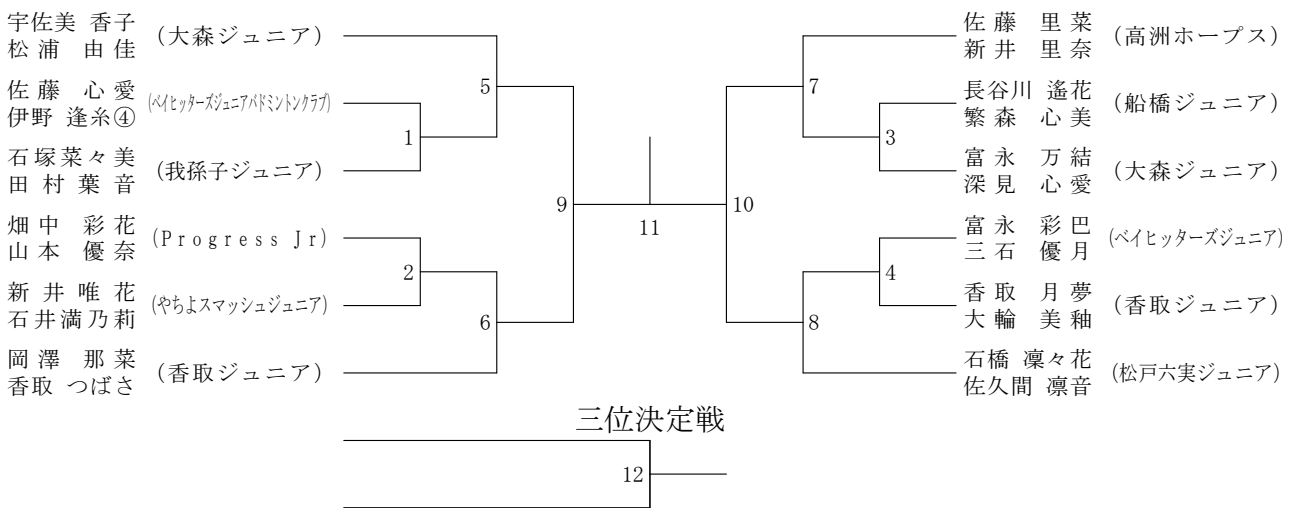 宇佐美 香子
松浦 由佳
(大森ジュニア)
佐藤 心愛
伊野 逢糸④
(ベイヒッターズジュニアバドミントンクラブ)
石塚菜々美
田村葉音
(我孫子ジュニア)
畑中 彩花
山本 優奈
(Progress Jr)
新井唯花
石井満乃莉
(やちよスマッシュジュニア)
岡澤 那菜
香取 つばさ
(香取ジュニア)
5
1
9
2
6
11
佐藤 里菜
新井 里奈
(高洲ホープス)
長谷川 遙花
繁森 心美
(船橋ジュニア)
富永 万結
深見 心愛
(大森ジュニア)
富永 彩巴
三石 優月
(ベイヒッターズジュニア)
香取 月夢
大輪 美釉
(香取ジュニア)
石橋 凜々花
佐久間 凛音
(松戸六実ジュニア)
7
3
10
4
8
三位決定戦
12